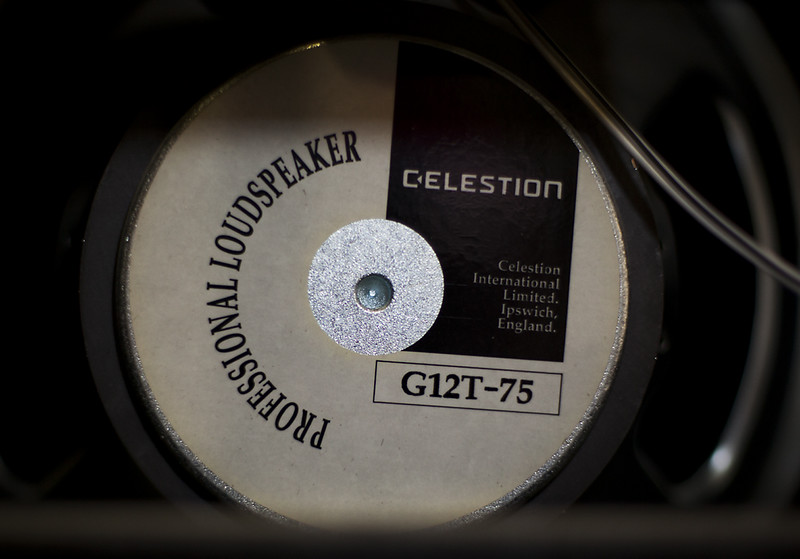 PROFESSIONAL LOUDSPEAKER
CELESTION
Celestion
International
Limited.
Ipswich,
England.
G12T-75